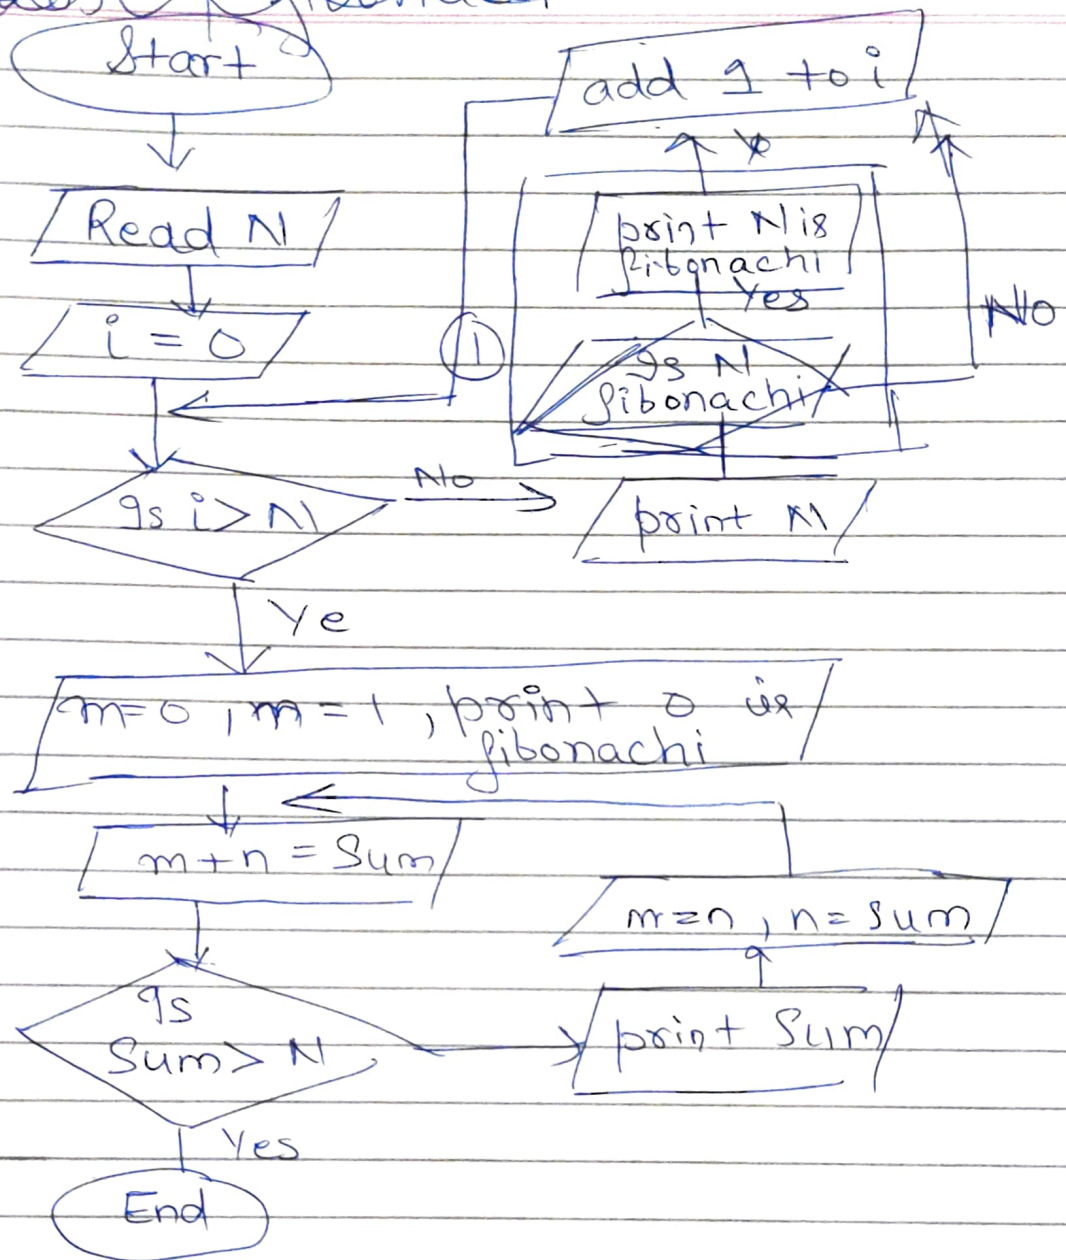 Start
add 1 to i
Read N
print N is
fibonachi
Yes
i = 0
1
No
Is N
fibonachi
Is i > N
No
print N
Ye
m=0, m = 1, print 0 is
fibonachi
m+n = Sum
m=n, n= Sum
Is
Sum > N
print Sum
Yes
End